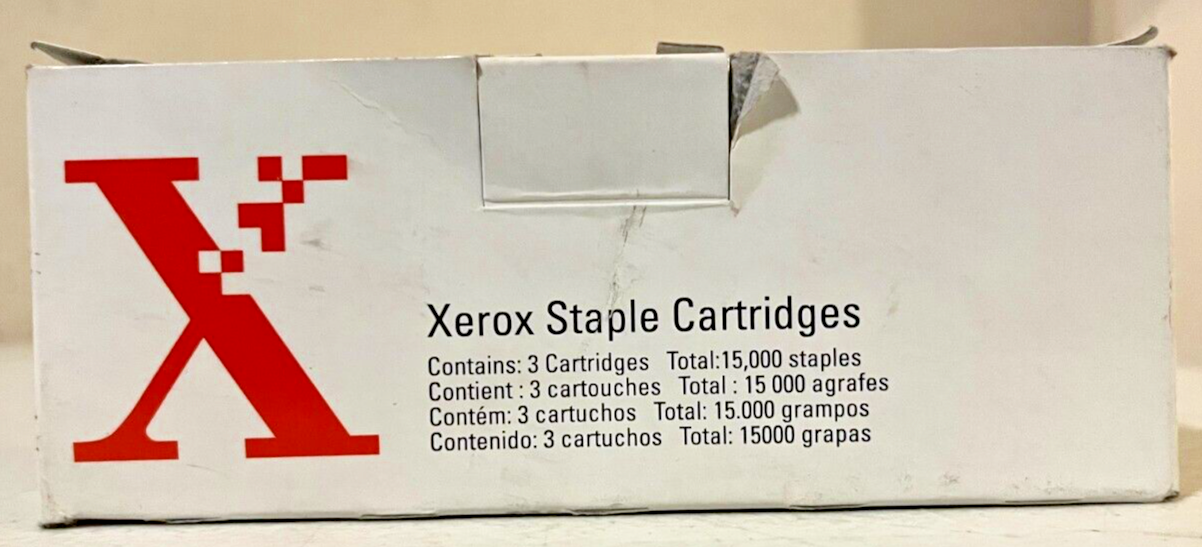 Xerox Staple Cartridges
Contains: 3 Cartridges Total:15,000 staples
Contient : 3 cartouches Total : 15 000 agrafes
Contém: 3 cartuchos Total: 15.000 grampos
Contenido: 3 cartuchos Total: 15000 grapas